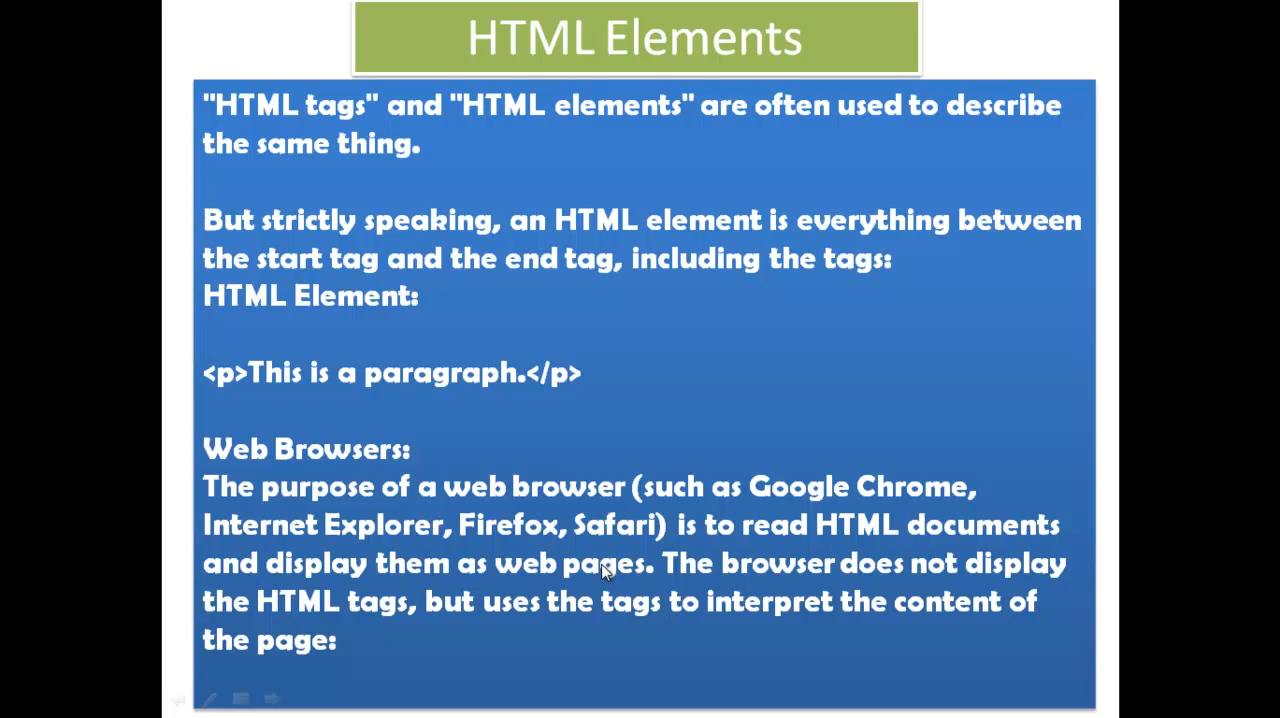 HTML Elements
"HTML tags" and "HTML elements" are often used to describe
the same thing.
But strictly speaking, an HTML element is everything between
the start tag and the end tag, including the tags:
HTML Element:
<p>This is a paragraph.</p>
Web Browsers:
The purpose of a web browser (such as Google Chrome,
Internet Explorer, Firefox, Safari) is to read HTML documents
and display them as web pages. The browser does not display
the HTML tags, but uses the tags to interpret the content of
the page: